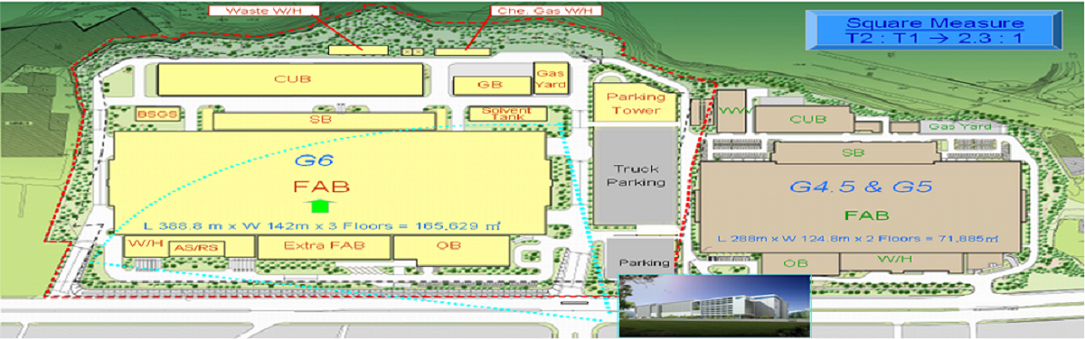 Waste W/H
Che. Gas W/H
Square Measure
T2 : T1 → 2.3 : 1
CUB
GB
Gas
Yard
BSGS
SB
Solvent
Tank
Parking
Tower
G6
FAB
L 388.8 m x W 142m x 3 Floors = 165,629 ㎡
W/H
AS/RS
Extra FAB
OB
Truck
Parking
Parking
CUB
Gas Yard
SB
G4.5 & G5
FAB
L 288m x W 124.8m x 2 Floors = 71,885㎡
OB
W/H